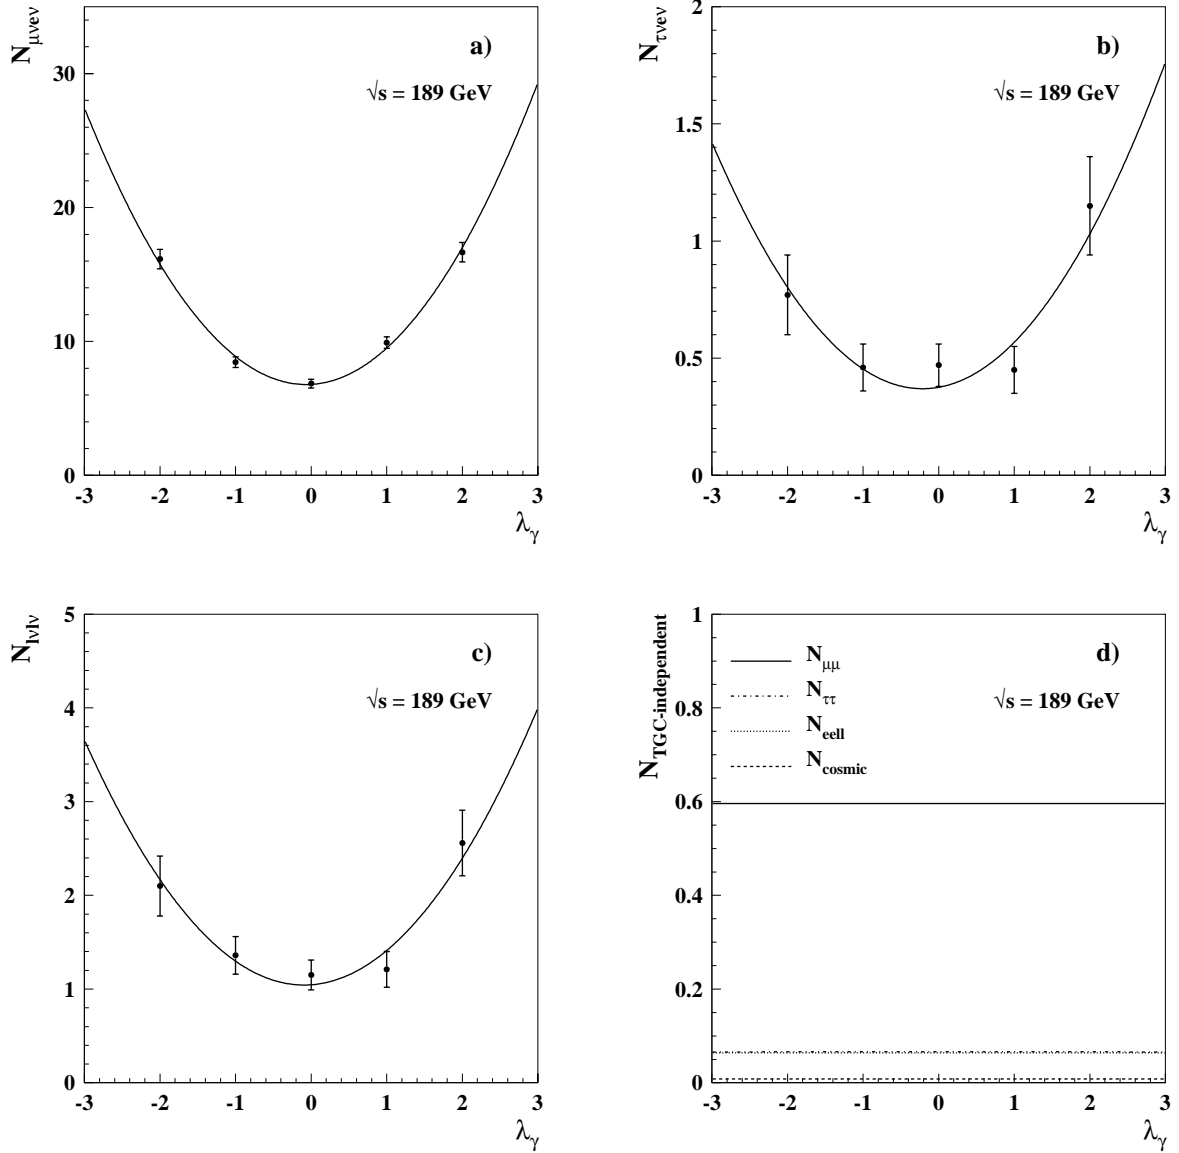 N_μνeν
a)
√s = 189 GeV
30
20
10
0
-3 -2 -1 0 1 2 3
λ_γ
N_τνeν
b)
√s = 189 GeV
2
1.5
1
0.5
0
-3 -2 -1 0 1 2 3
λ_γ
N_lνlν
c)
√s = 189 GeV
5
4
3
2
1
0
-3 -2 -1 0 1 2 3
λ_γ
N_TGC-independent
d)
√s = 189 GeV
N_μμ
N_ττ
N_eell
N_cosmic
1
0.8
0.6
0.4
0.2
0
-3 -2 -1 0 1 2 3
λ_γ